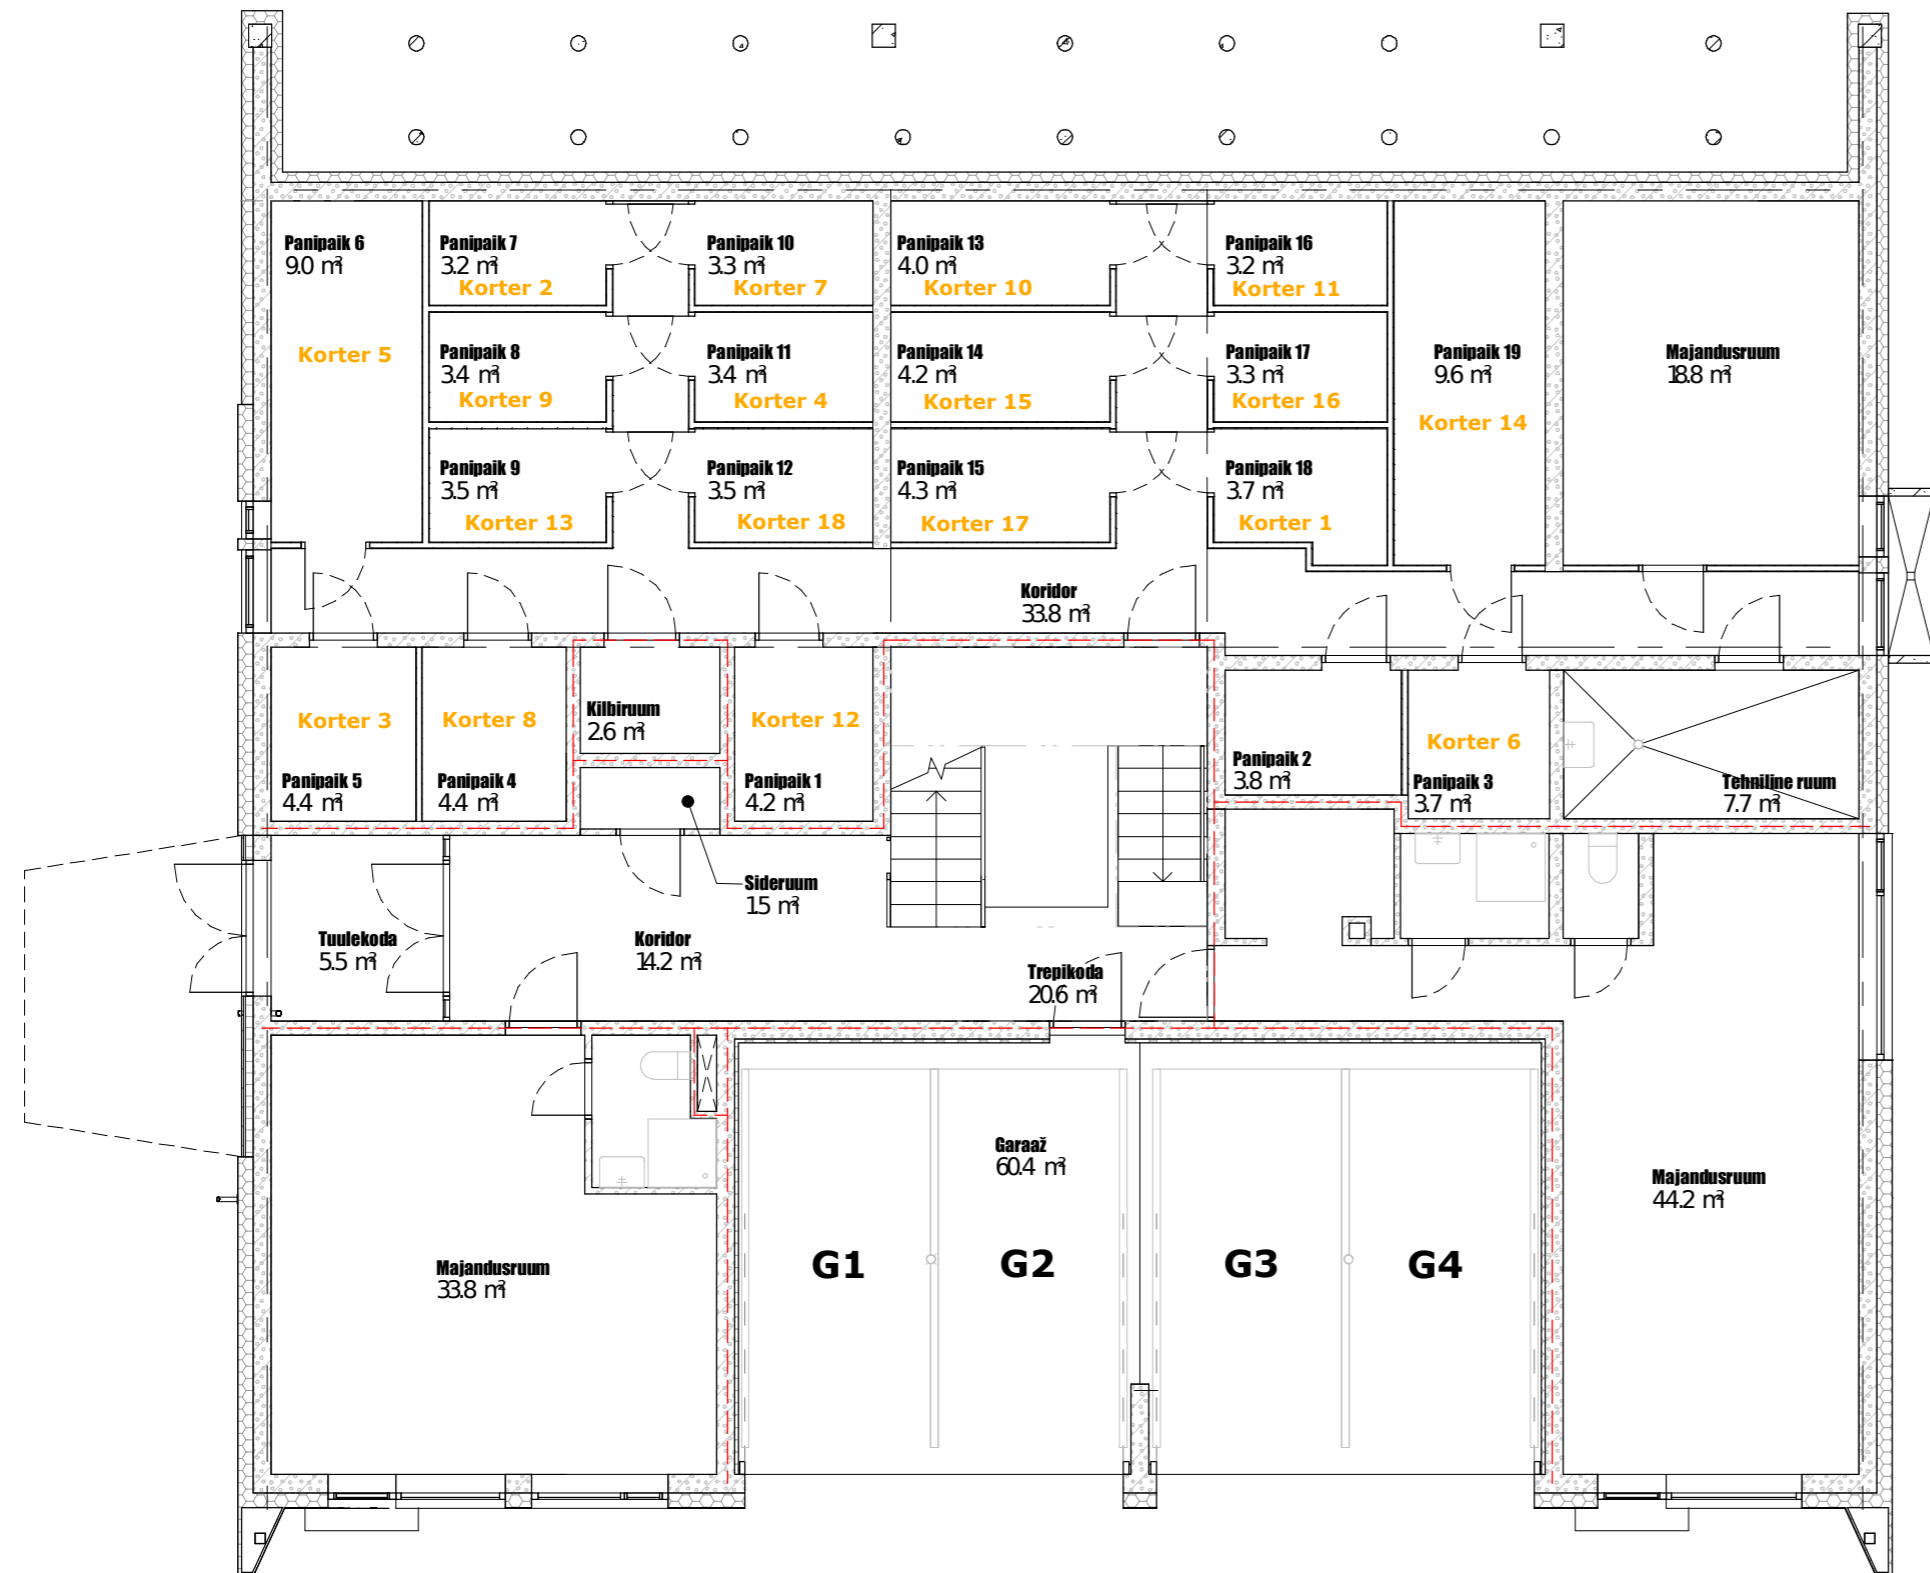 Panipaik 6
9.0 m²
Korter 5
Panipaik 7
3.2 m²
Korter 2
Panipaik 10
3.3 m²
Korter 7
Panipaik 13
4.0 m²
Korter 10
Panipaik 16
3.2 m²
Korter 11
Panipaik 8
3.4 m²
Korter 9
Panipaik 11
3.4 m²
Korter 4
Panipaik 14
4.2 m²
Korter 15
Panipaik 17
3.3 m²
Korter 16
Panipaik 19
9.6 m²
Korter 14
Majandusruum
18.8 m²
Panipaik 9
3.5 m²
Korter 13
Panipaik 12
3.5 m²
Korter 18
Panipaik 15
4.3 m²
Korter 17
Panipaik 18
3.7 m²
Korter 1
Koridor
33.8 m²
Korter 3
Panipaik 5
4.4 m²
Korter 8
Panipaik 4
4.4 m²
Kilbiruum
2.6 m²
Korter 12
Panipaik 1
4.2 m²
Panipaik 2
3.8 m²
Korter 6
Panipaik 3
3.7 m²
Tehniline ruum
7.7 m²
Sideruum
1.5 m²
Tuulekoda
5.5 m²
Koridor
14.2 m²
Trepikoda
20.6 m²
Garaaž
60.4 m²
Majandusruum
44.2 m²
Majandusruum
33.8 m²
G1
G2
G3
G4